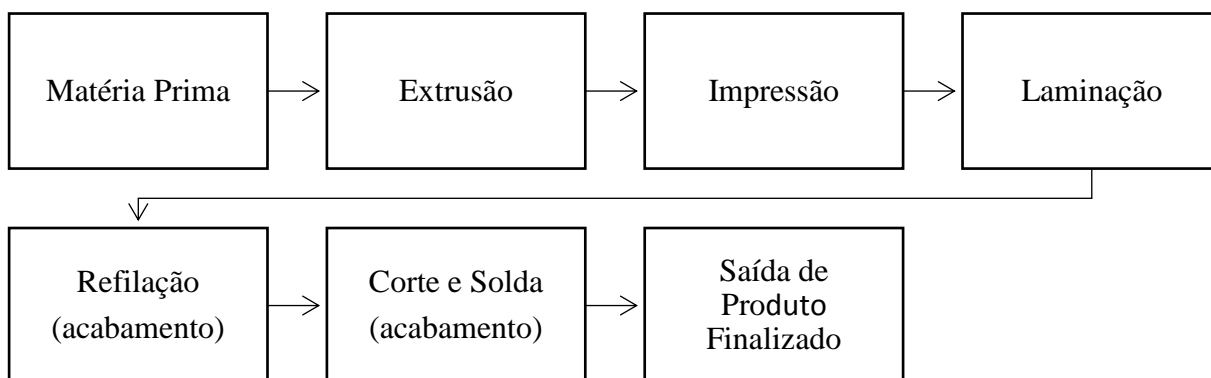 Matéria Prima
Extrusão
Impressão
Laminação
Refilação
(acabamento)
Corte e Solda
(acabamento)
Saída de
Produto
Finalizado